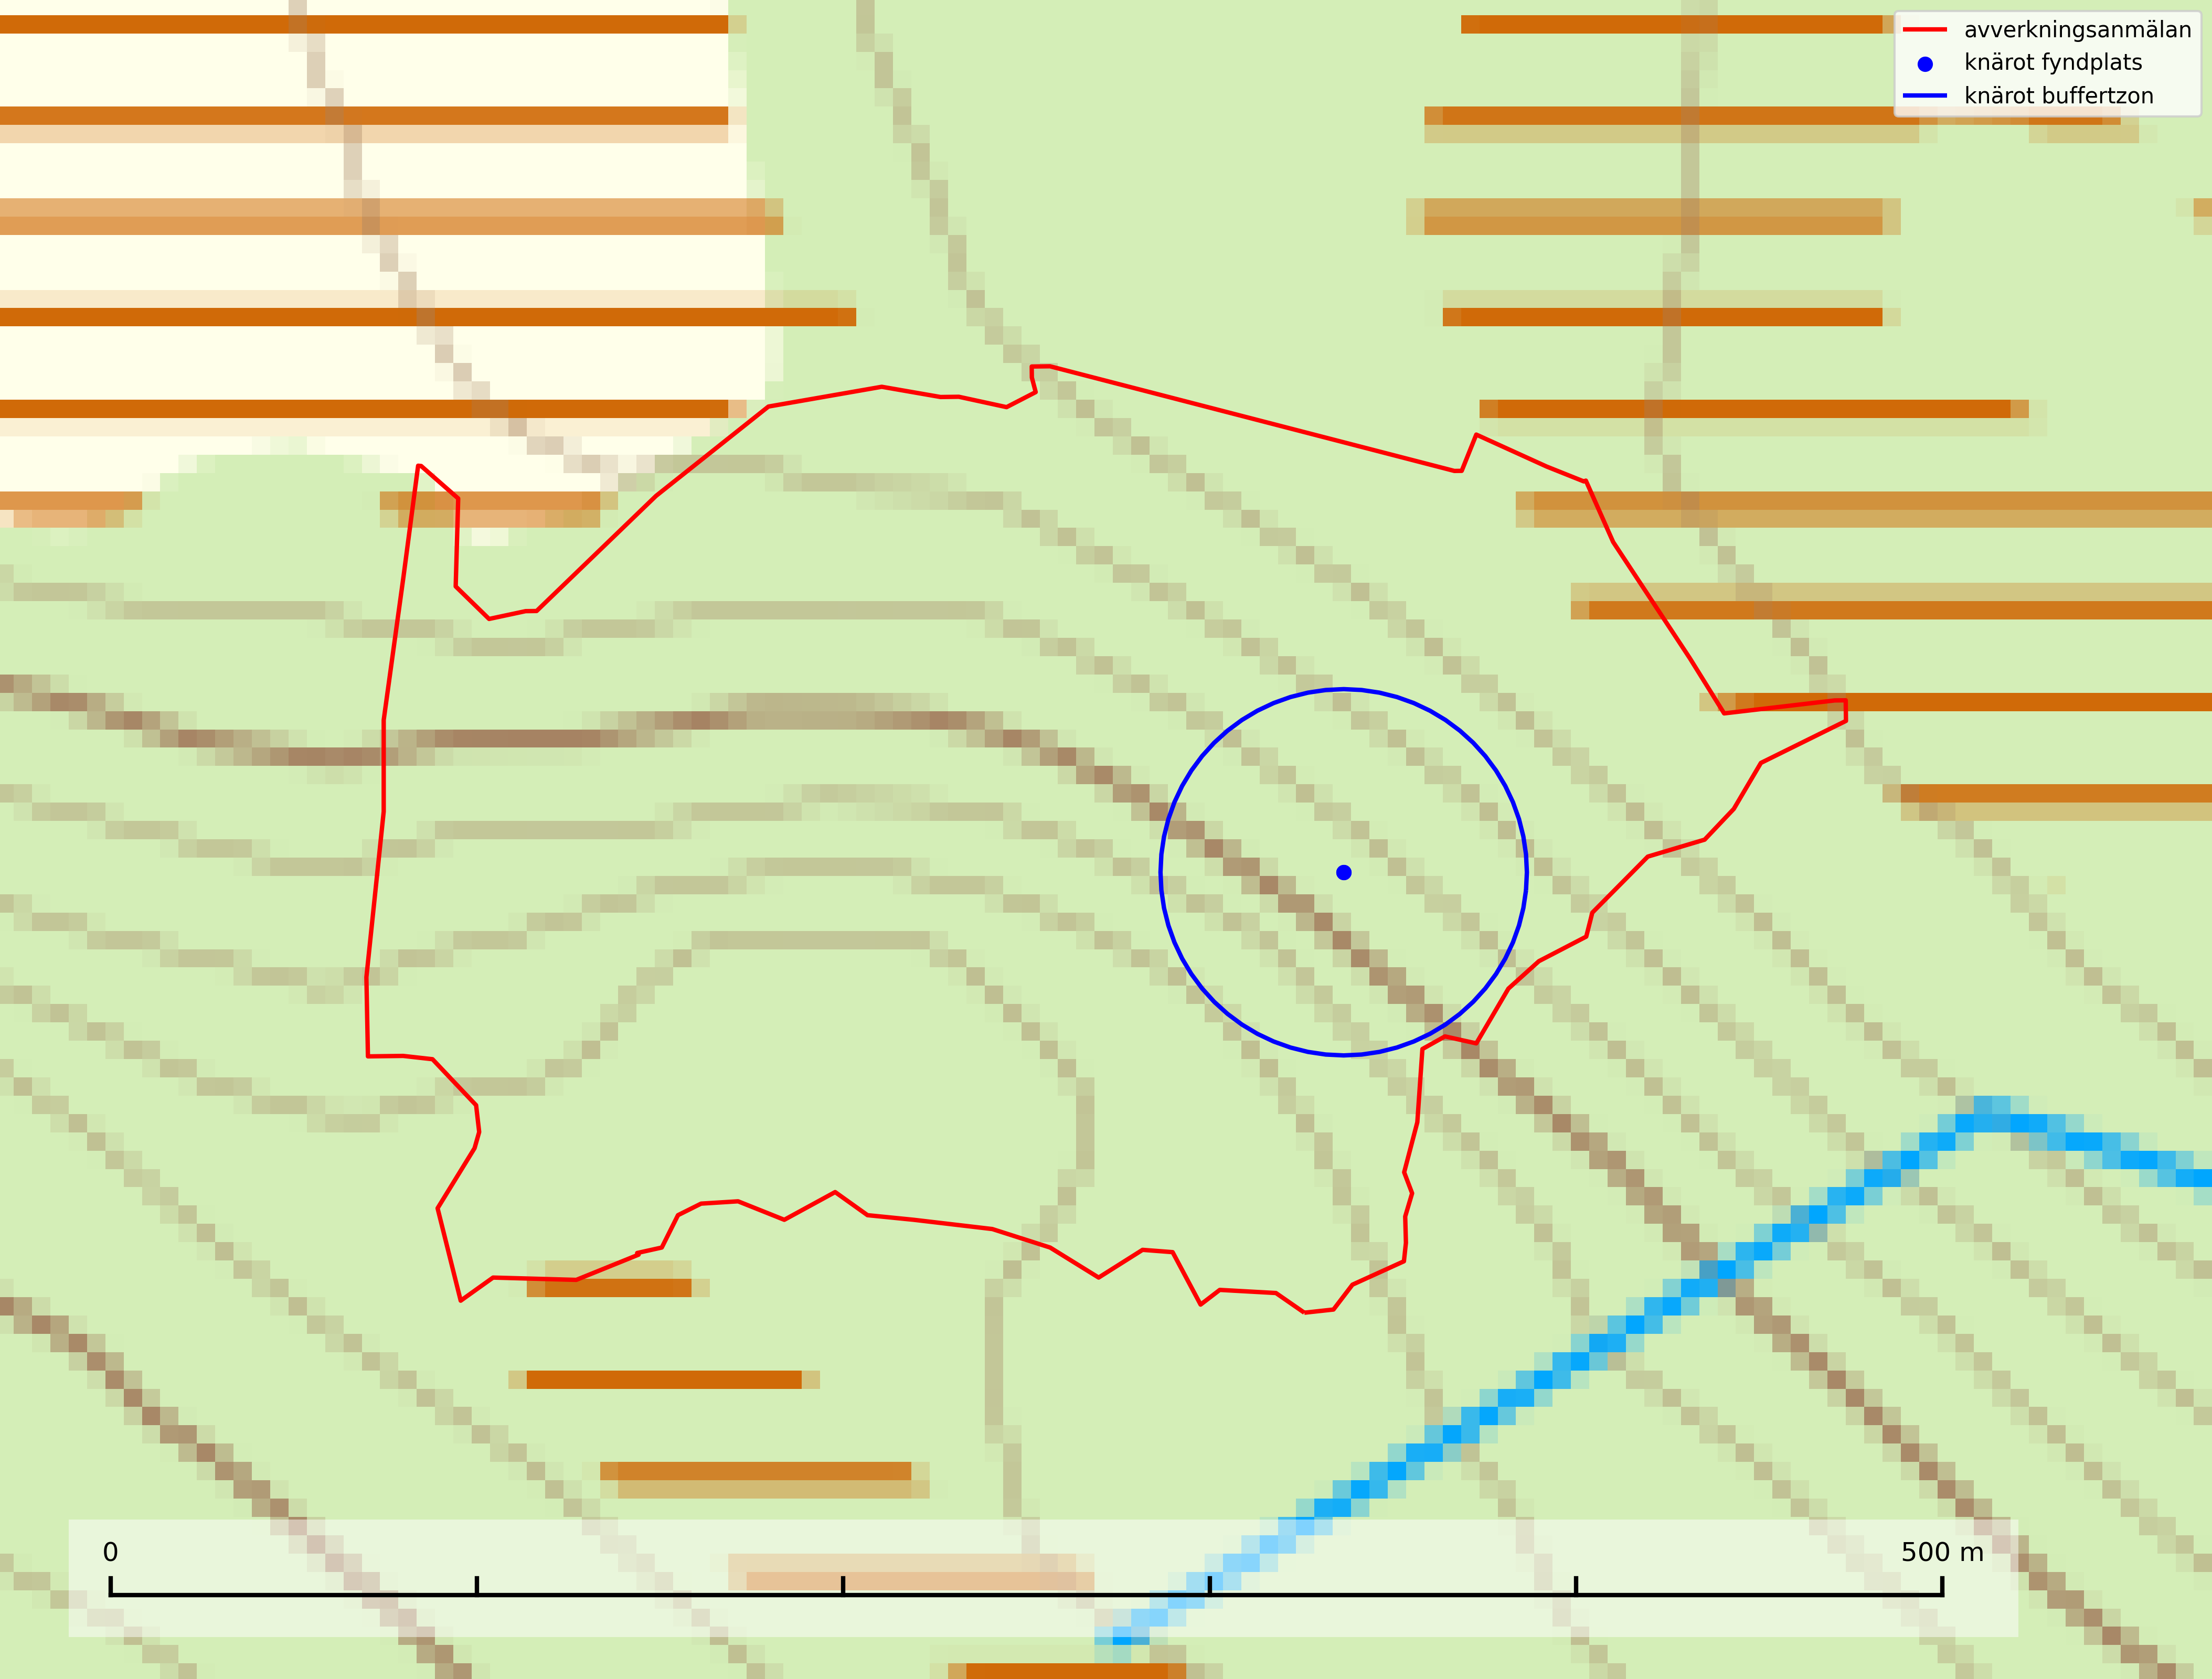 avverkningsanmälan
knärot fyndplats
knärot buffertzon
0
500 m